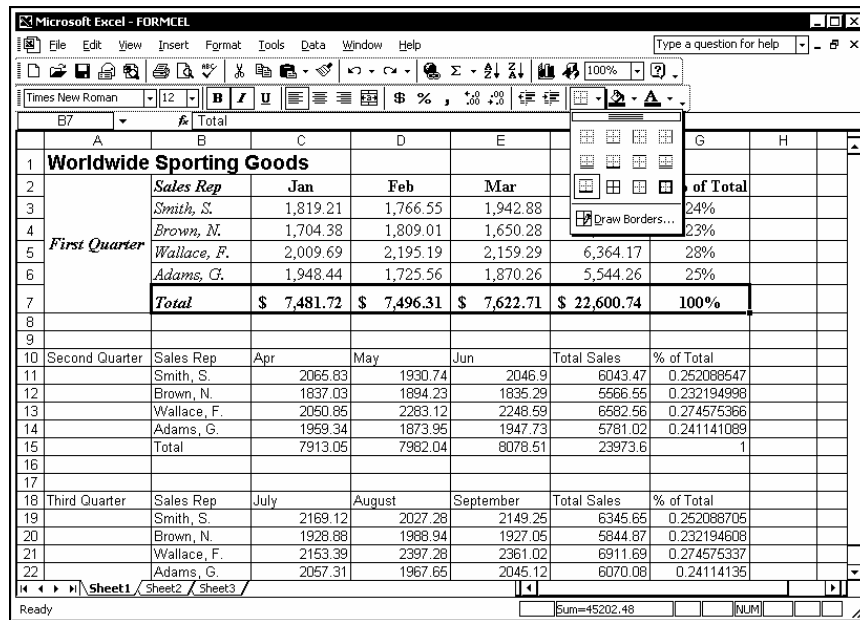 Microsoft Excel - FORMCEL
File Edit View Insert Format Tools Data Window Help Type a question for help
100%
Times New Roman 12 B I U $ % ,
B7 fx Total
A B C D E G H
1 Worldwide Sporting Goods
2 Sales Rep Jan Feb Mar of Total
3 Smith, S. 1,819.21 1,766.55 1,942.88 24%
Draw Borders...
4 Brown, N. 1,704.38 1,809.01 1,650.28 23%
First Quarter
5 Wallace, F. 2,009.69 2,195.19 2,159.29 6,364.17 28%
6 Adams, G. 1,948.44 1,725.56 1,870.26 5,544.26 25%
7 Total $ 7,481.72 $ 7,496.31 $ 7,622.71 $ 22,600.74 100%
8
9
10 Second Quarter Sales Rep Apr May Jun Total Sales % of Total
11 Smith, S. 2065.83 1930.74 2046.9 6043.47 0.252088547
12 Brown, N. 1837.03 1894.23 1835.29 5566.55 0.232194998
13 Wallace, F. 2050.85 2283.12 2248.59 6582.56 0.274575366
14 Adams, G. 1959.34 1873.95 1947.73 5781.02 0.241141089
15 Total 7913.05 7982.04 8078.51 23973.6 1
16
17
18 Third Quarter Sales Rep July August September Total Sales % of Total
19 Smith, S. 2169.12 2027.28 2149.25 6345.65 0.252088705
20 Brown, N. 1928.88 1988.94 1927.05 5844.87 0.232194608
21 Wallace, F. 2153.39 2397.28 2361.02 6911.69 0.274575337
22 Adams, G. 2057.31 1967.65 2045.12 6070.08 0.24114135
Sheet1 Sheet2 Sheet3
Ready Sum=45202.48 NUM